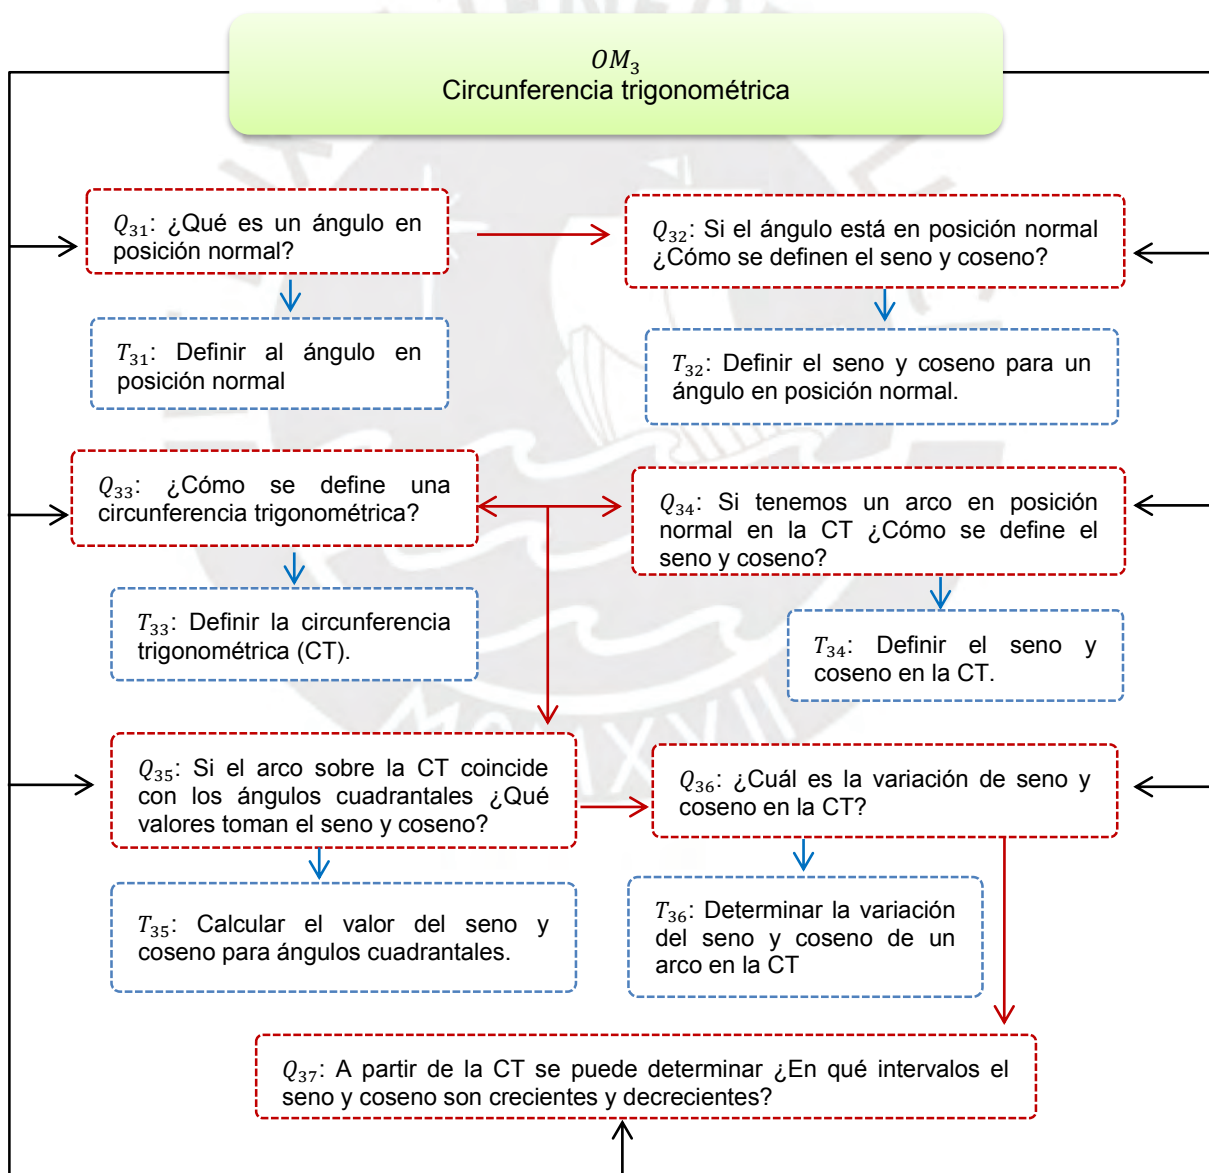 OM₃
Circunferencia trigonométrica
Q₃₁: ¿Qué es un ángulo en
posición normal?
Q₃₂: Si el ángulo está en posición normal
¿Cómo se definen el seno y coseno?
T₃₁: Definir al ángulo en
posición normal
T₃₂: Definir el seno y coseno para un
ángulo en posición normal.
Q₃₃: ¿Cómo se define una
circunferencia trigonométrica?
Q₃₄: Si tenemos un arco en posición
normal en la CT ¿Cómo se define el
seno y coseno?
T₃₃: Definir la circunferencia
trigonométrica (CT).
T₃₄: Definir el seno y
coseno en la CT.
Q₃₅: Si el arco sobre la CT coincide
con los ángulos cuadrantales ¿Qué
valores toman el seno y coseno?
Q₃₆: ¿Cuál es la variación de seno y
coseno en la CT?
T₃₅: Calcular el valor del seno y
coseno para ángulos cuadrantales.
T₃₆: Determinar la variación
del seno y coseno de un
arco en la CT
Q₃₇: A partir de la CT se puede determinar ¿En qué intervalos el
seno y coseno son crecientes y decrecientes?